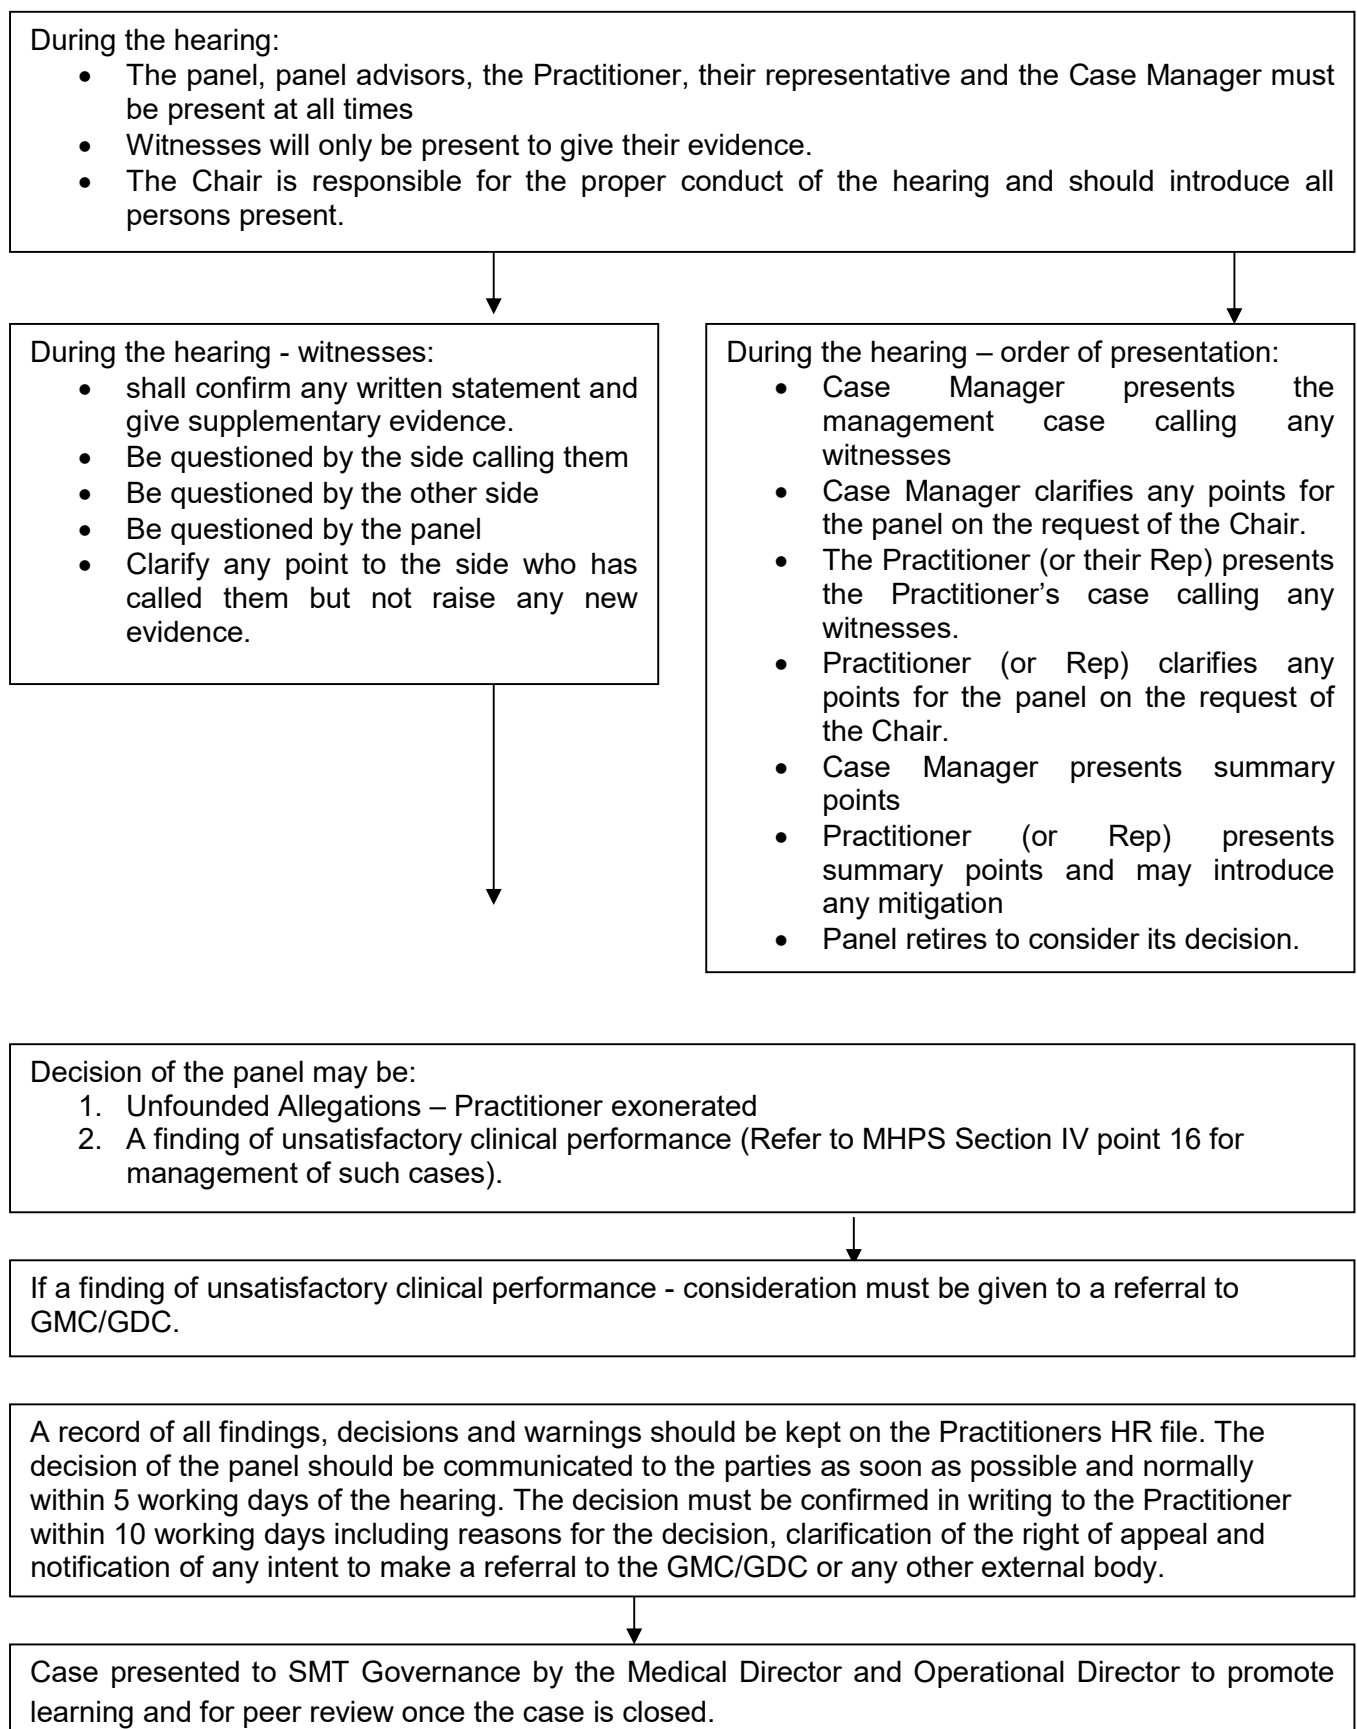 During the hearing:
• The panel, panel advisors, the Practitioner, their representative and the Case Manager must
be present at all times
• Witnesses will only be present to give their evidence.
• The Chair is responsible for the proper conduct of the hearing and should introduce all
persons present.
During the hearing - witnesses:
• shall confirm any written statement and
give supplementary evidence.
• Be questioned by the side calling them
• Be questioned by the other side
• Be questioned by the panel
• Clarify any point to the side who has
called them but not raise any new
evidence.
During the hearing – order of presentation:
• Case Manager presents the
management case calling any
witnesses
• Case Manager clarifies any points for
the panel on the request of the Chair.
• The Practitioner (or their Rep) presents
the Practitioner’s case calling any
witnesses.
• Practitioner (or Rep) clarifies any
points for the panel on the request of
the Chair.
• Case Manager presents summary
points
• Practitioner (or Rep) presents
summary points and may introduce
any mitigation
• Panel retires to consider its decision.
Decision of the panel may be:
1. Unfounded Allegations – Practitioner exonerated
2. A finding of unsatisfactory clinical performance (Refer to MHPS Section IV point 16 for
management of such cases).
If a finding of unsatisfactory clinical performance - consideration must be given to a referral to
GMC/GDC.
A record of all findings, decisions and warnings should be kept on the Practitioners HR file. The
decision of the panel should be communicated to the parties as soon as possible and normally
within 5 working days of the hearing. The decision must be confirmed in writing to the Practitioner
within 10 working days including reasons for the decision, clarification of the right of appeal and
notification of any intent to make a referral to the GMC/GDC or any other external body.
Case presented to SMT Governance by the Medical Director and Operational Director to promote
learning and for peer review once the case is closed.